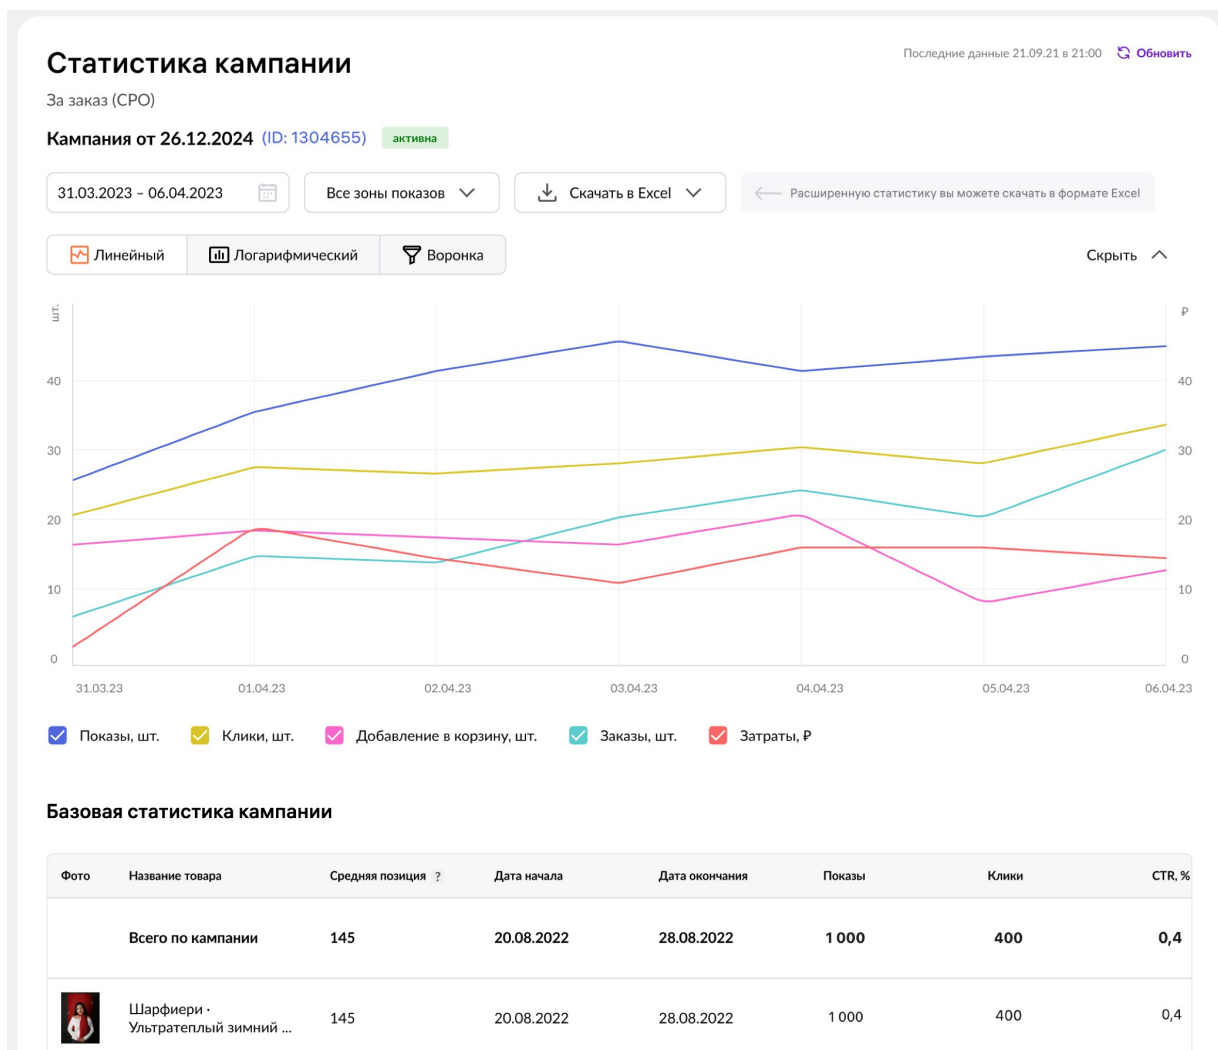 Статистика кампании
Последние данные 21.09.21 в 21:00 Обновить
За заказ (CPO)
Кампания от 26.12.2024 (ID: 1304655) активна
31.03.2023 – 06.04.2023 Все зоны показов Скачать в Excel Расширенную статистику вы можете скачать в формате Excel
Линейный Логарифмический Воронка Скрыть
шт. ₽
40 40
30 30
20 20
10 10
0 0
31.03.23 01.04.23 02.04.23 03.04.23 04.04.23 05.04.23 06.04.23
Показы, шт. Клики, шт. Добавление в корзину, шт. Заказы, шт. Затраты, ₽
Базовая статистика кампании
Фото Название товара Средняя позиция ? Дата начала Дата окончания Показы Клики CTR, %
Всего по кампании 145 20.08.2022 28.08.2022 1 000 400 0,4
Шарфиери ·
Ультратеплый зимний ... 145 20.08.2022 28.08.2022 1 000 400 0,4